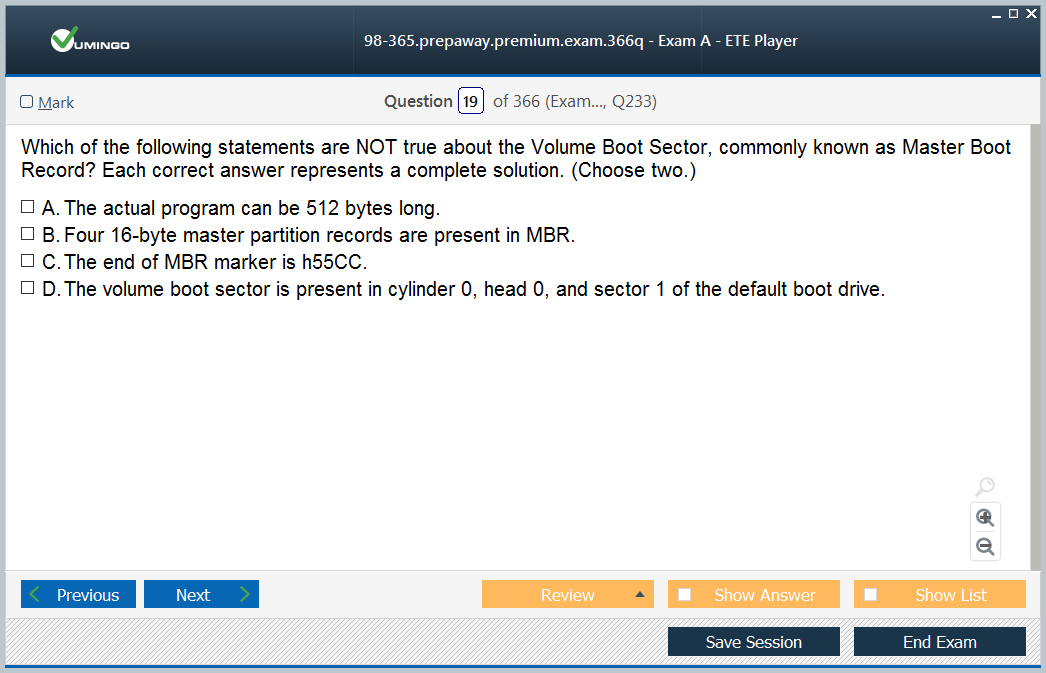 VUMINGO
98-365.prepaway.premium.exam.366q - Exam A - ETE Player
Mark
Question 19 of 366 (Exam..., Q233)
Which of the following statements are NOT true about the Volume Boot Sector, commonly known as Master Boot
Record? Each correct answer represents a complete solution. (Choose two.)
A. The actual program can be 512 bytes long.
B. Four 16-byte master partition records are present in MBR.
C. The end of MBR marker is h55CC.
D. The volume boot sector is present in cylinder 0, head 0, and sector 1 of the default boot drive.
Previous
Next
Review
Show Answer
Show List
Save Session
End Exam